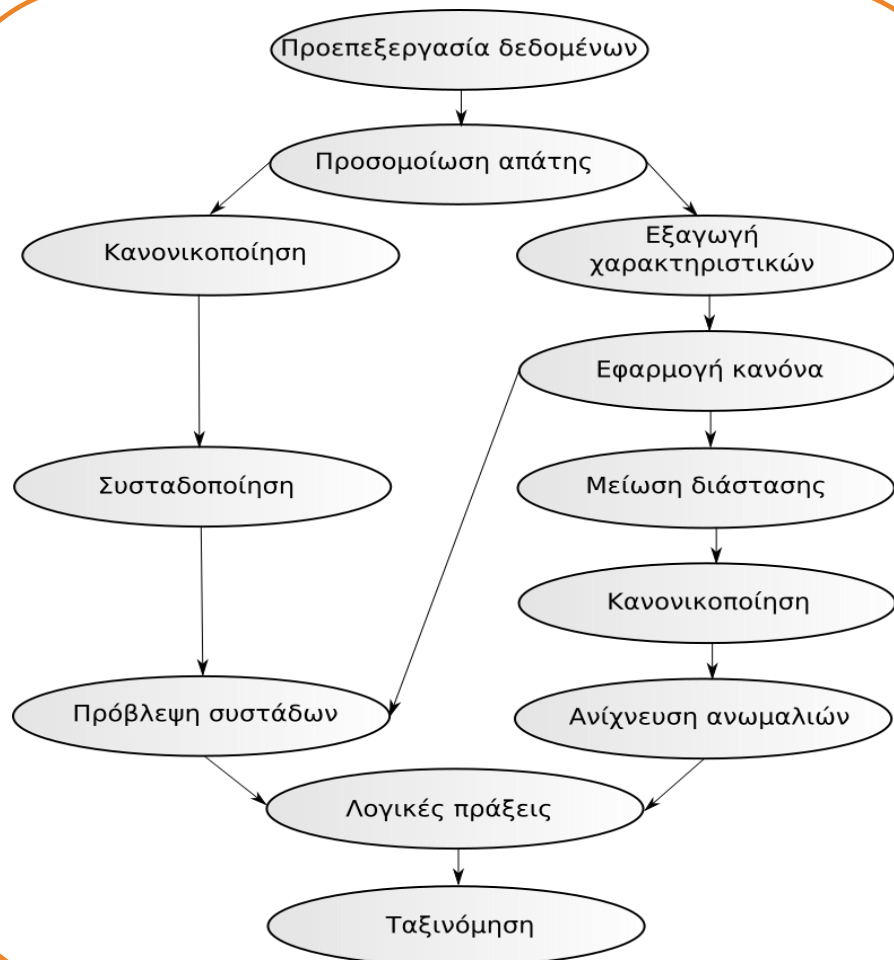 Προεπεξεργασία δεδομένων
Προσομοίωση απάτης
Κανονικοποίηση
Εξαγωγή
χαρακτηριστικών
Εφαρμογή κανόνα
Συσταδοποίηση
Μείωση διάστασης
Κανονικοποίηση
Πρόβλεψη συστάδων
Ανίχνευση ανωμαλιών
Λογικές πράξεις
Ταξινόμηση